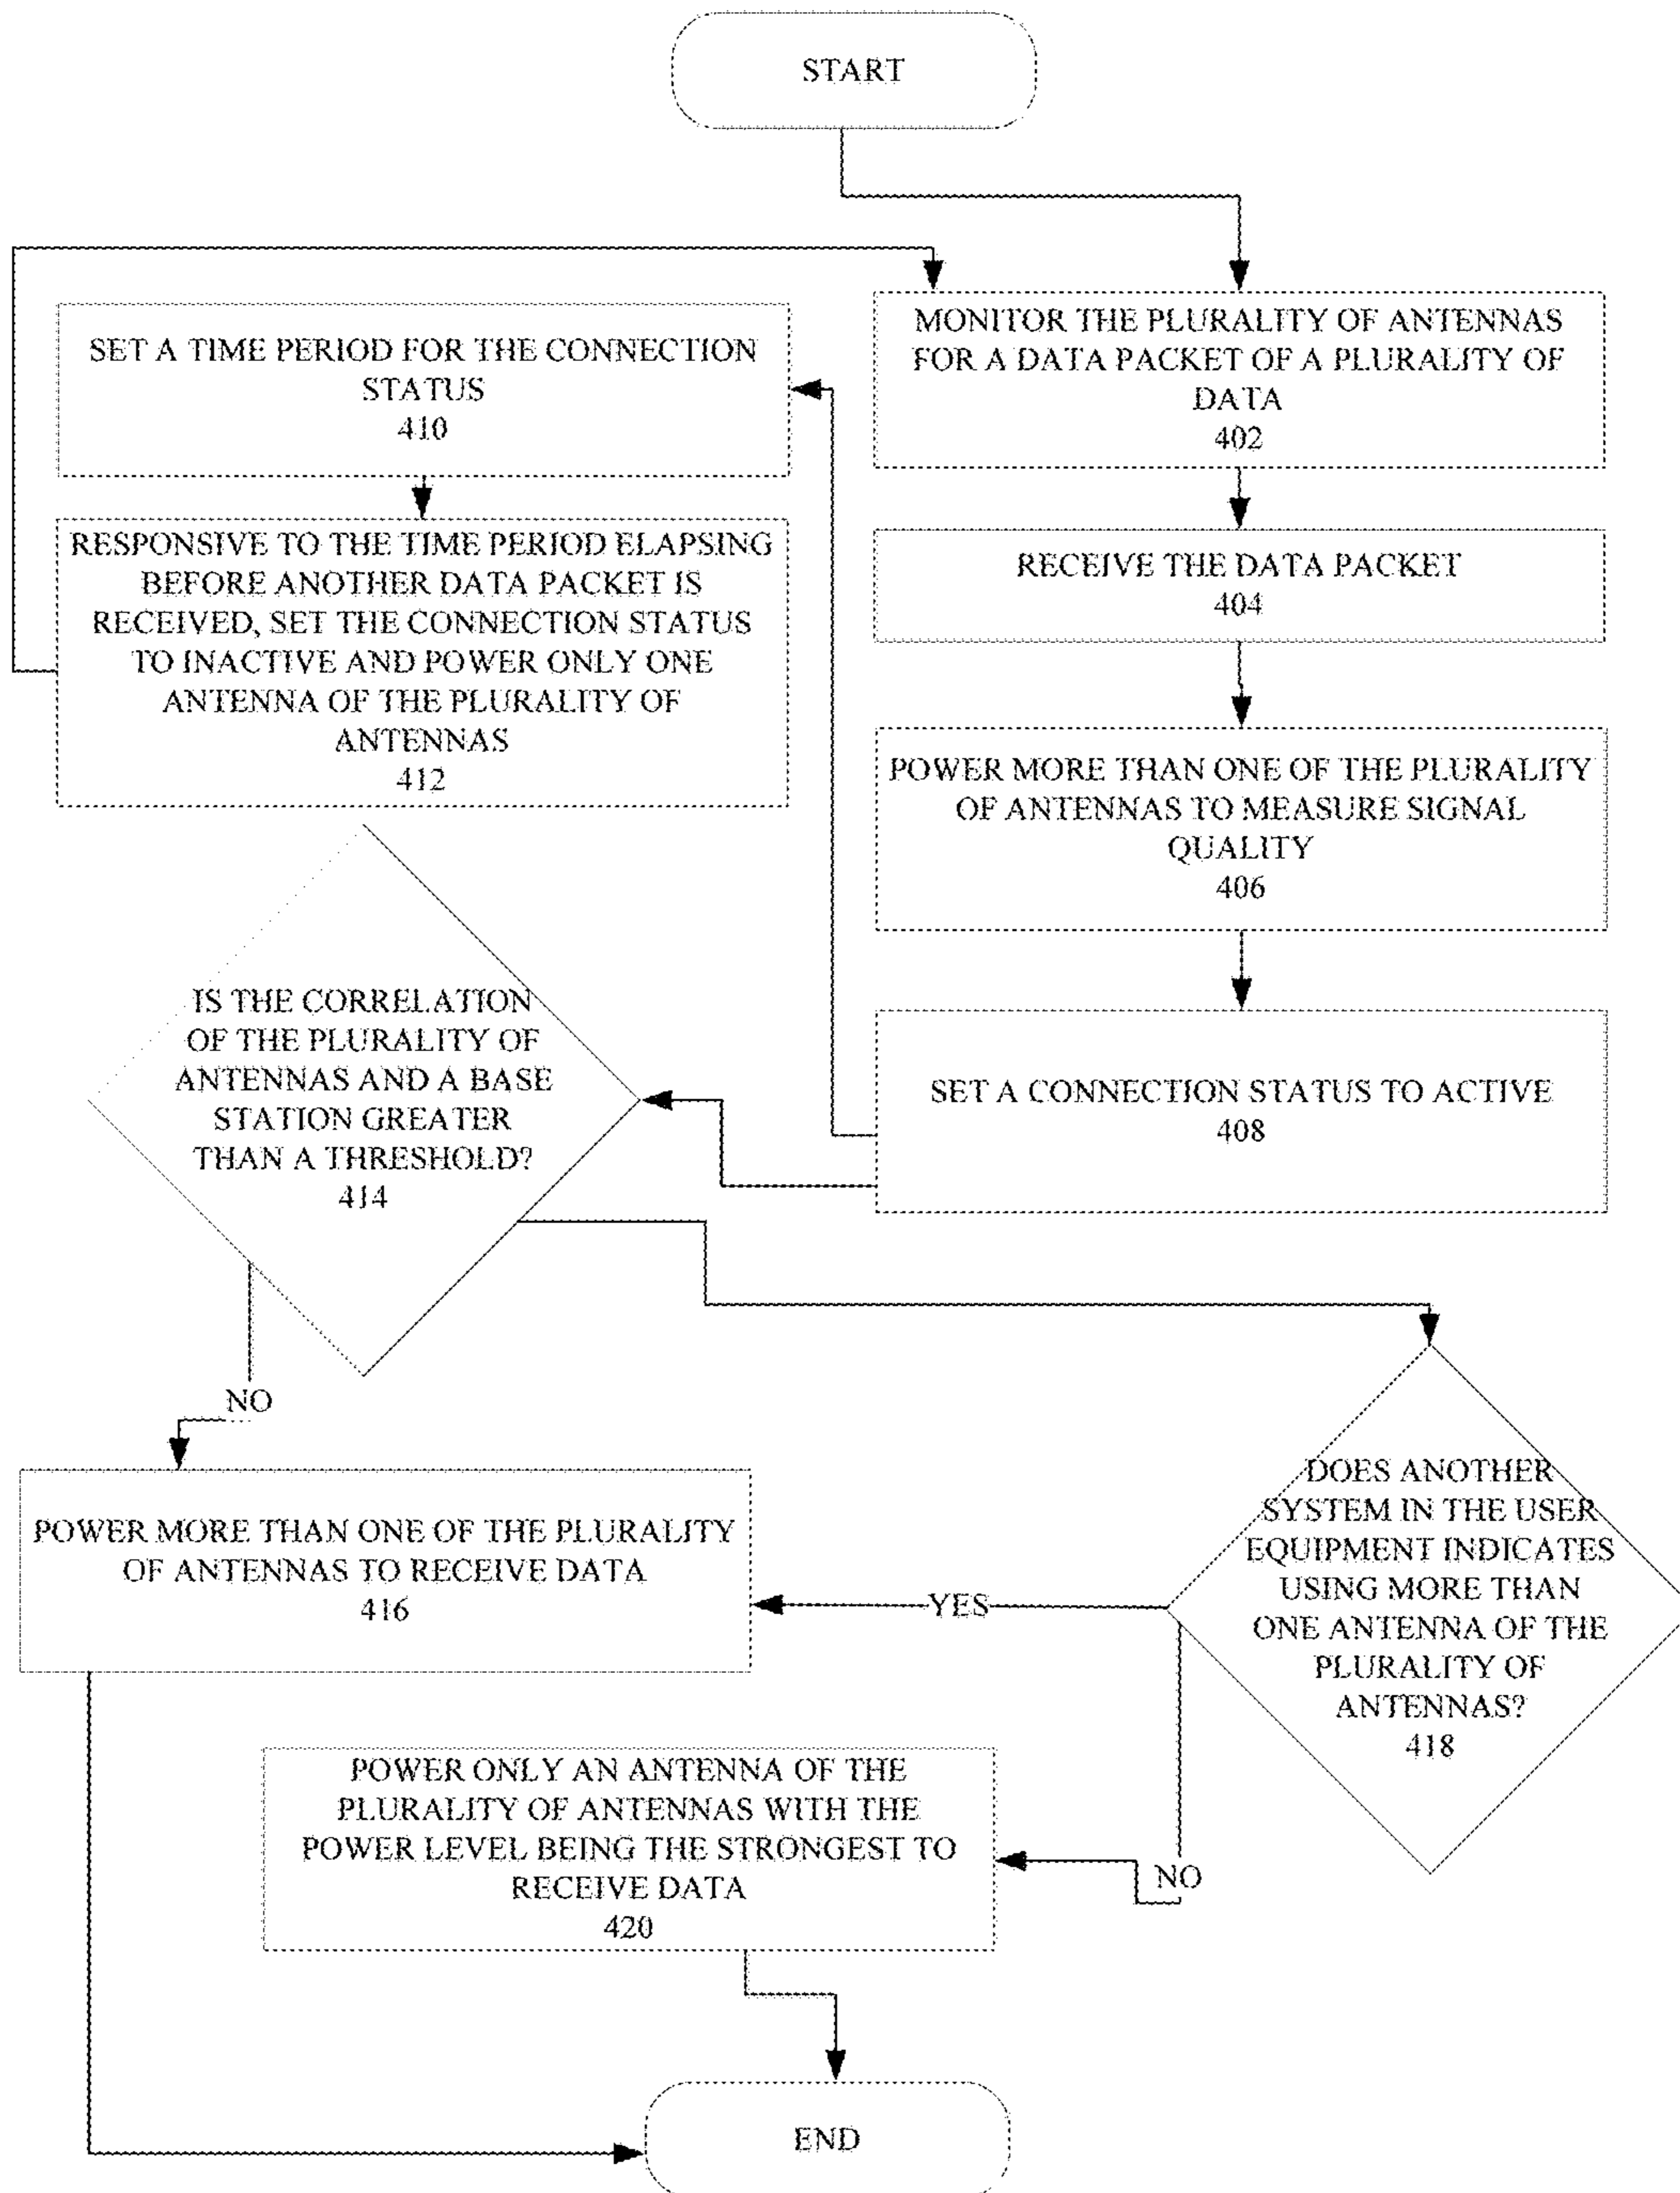 START
MONITOR THE PLURALITY OF ANTENNAS
FOR A DATA PACKET OF A PLURALITY OF
DATA
402
SET A TIME PERIOD FOR THE CONNECTION
STATUS
410
RECEIVE THE DATA PACKET
404
RESPONSIVE TO THE TIME PERIOD ELAPSING
BEFORE ANOTHER DATA PACKET IS
RECEIVED, SET THE CONNECTION STATUS
TO INACTIVE AND POWER ONLY ONE
ANTENNA OF THE PLURALITY OF
ANTENNAS
412
POWER MORE THAN ONE OF THE PLURALITY
OF ANTENNAS TO MEASURE SIGNAL
QUALITY
406
IS THE CORRELATION
OF THE PLURALITY OF
ANTENNAS AND A BASE
STATION GREATER
THAN A THRESHOLD?
414
SET A CONNECTION STATUS TO ACTIVE
408
NO
POWER MORE THAN ONE OF THE PLURALITY
OF ANTENNAS TO RECEIVE DATA
416
YES
DOES ANOTHER
SYSTEM IN THE USER
EQUIPMENT INDICATES
USING MORE THAN
ONE ANTENNA OF THE
PLURALITY OF
ANTENNAS?
418
POWER ONLY AN ANTENNA OF THE
PLURALITY OF ANTENNAS WITH THE
POWER LEVEL BEING THE STRONGEST TO
RECEIVE DATA
420
NO
END